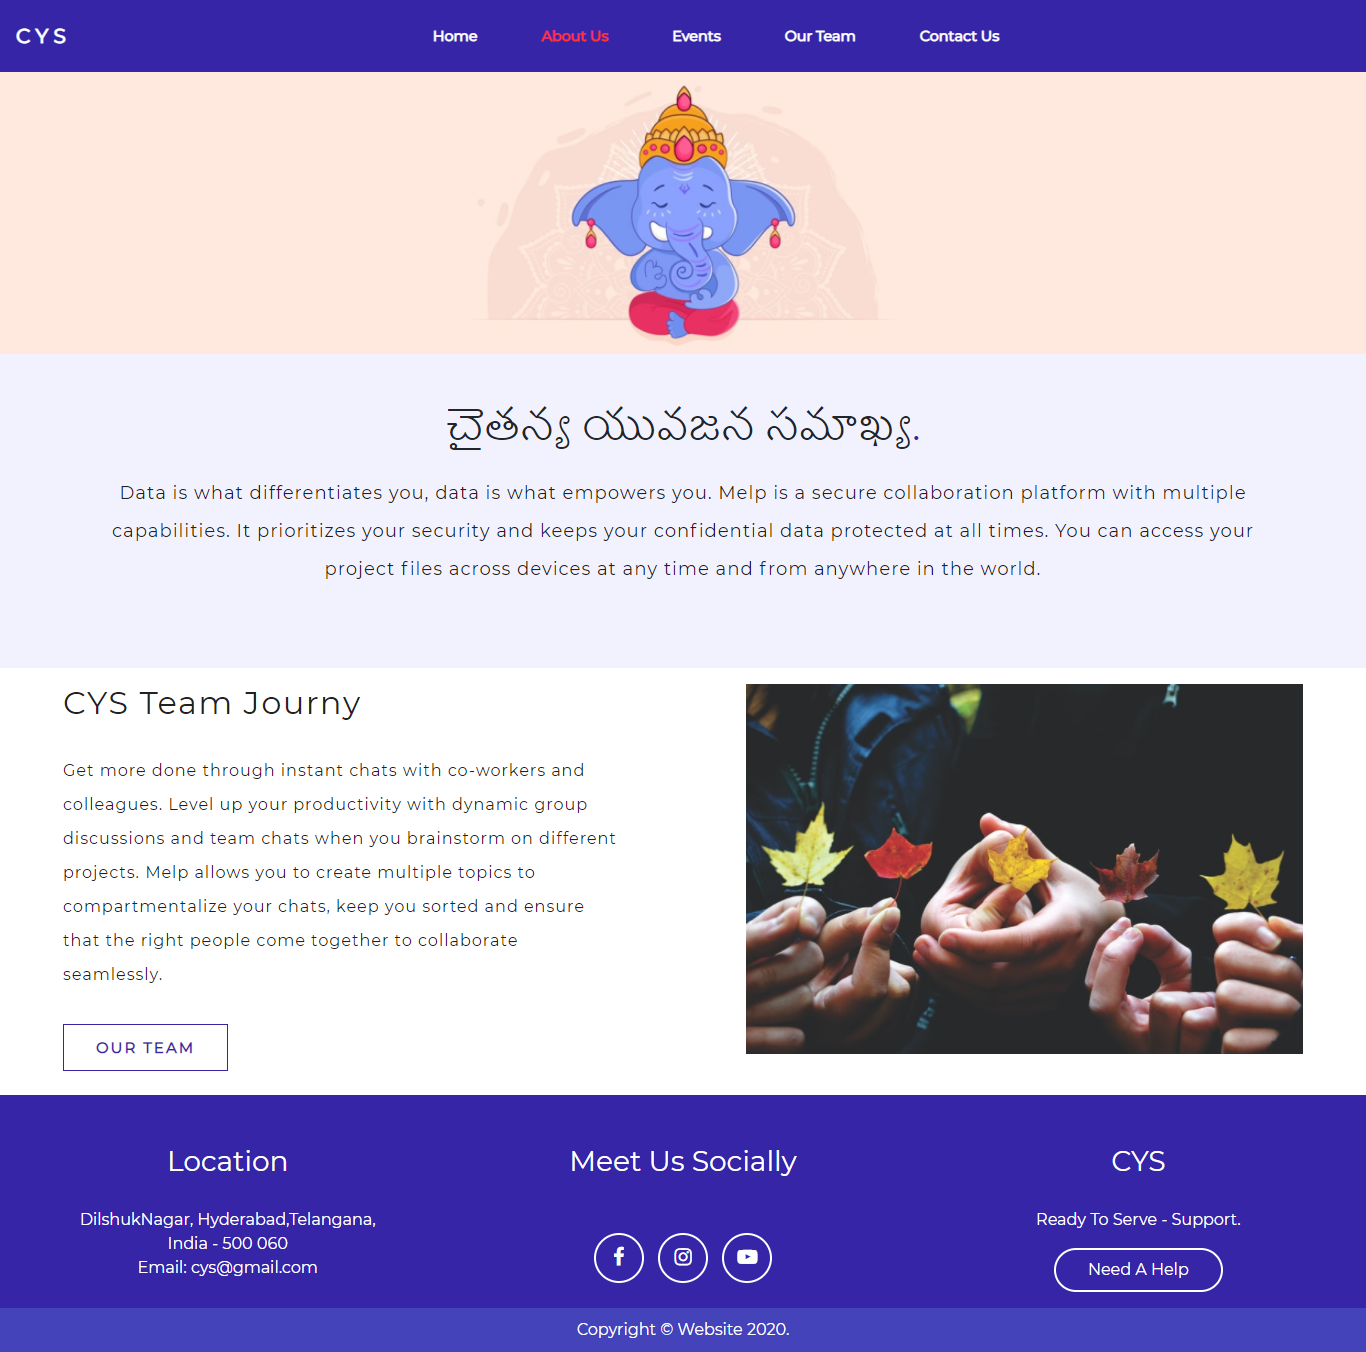 CYS
Home About Us Events Our Team Contact Us
చైతన్య యువజన సమాఖ్య.
Data is what differentiates you, data is what empowers you. Melp is a secure collaboration platform with multiple
capabilities. It prioritizes your security and keeps your confidential data protected at all times. You can access your
project files across devices at any time and from anywhere in the world.
CYS Team Journy
Get more done through instant chats with co-workers and
colleagues. Level up your productivity with dynamic group
discussions and team chats when you brainstorm on different
projects. Melp allows you to create multiple topics to
compartmentalize your chats, keep you sorted and ensure
that the right people come together to collaborate
seamlessly.
OUR TEAM
Location
DilshukNagar, Hyderabad,Telangana,
India - 500 060
Email: cys@gmail.com
Meet Us Socially
CYS
Ready To Serve - Support.
Need A Help
Copyright © Website 2020.